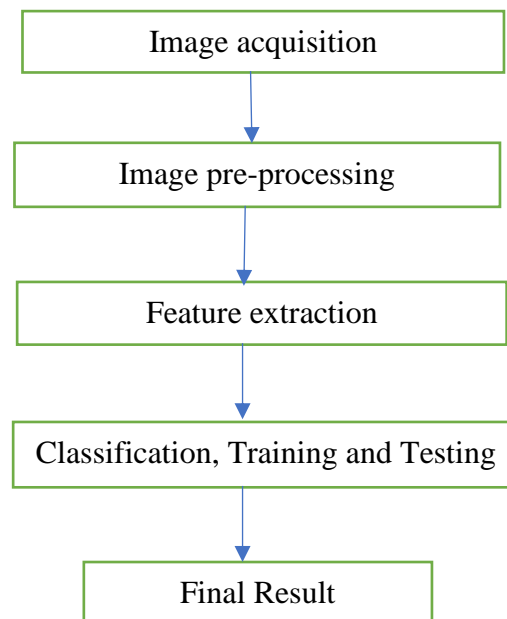 Image acquisition
Image pre-processing
Feature extraction
Classification, Training and Testing
Final Result